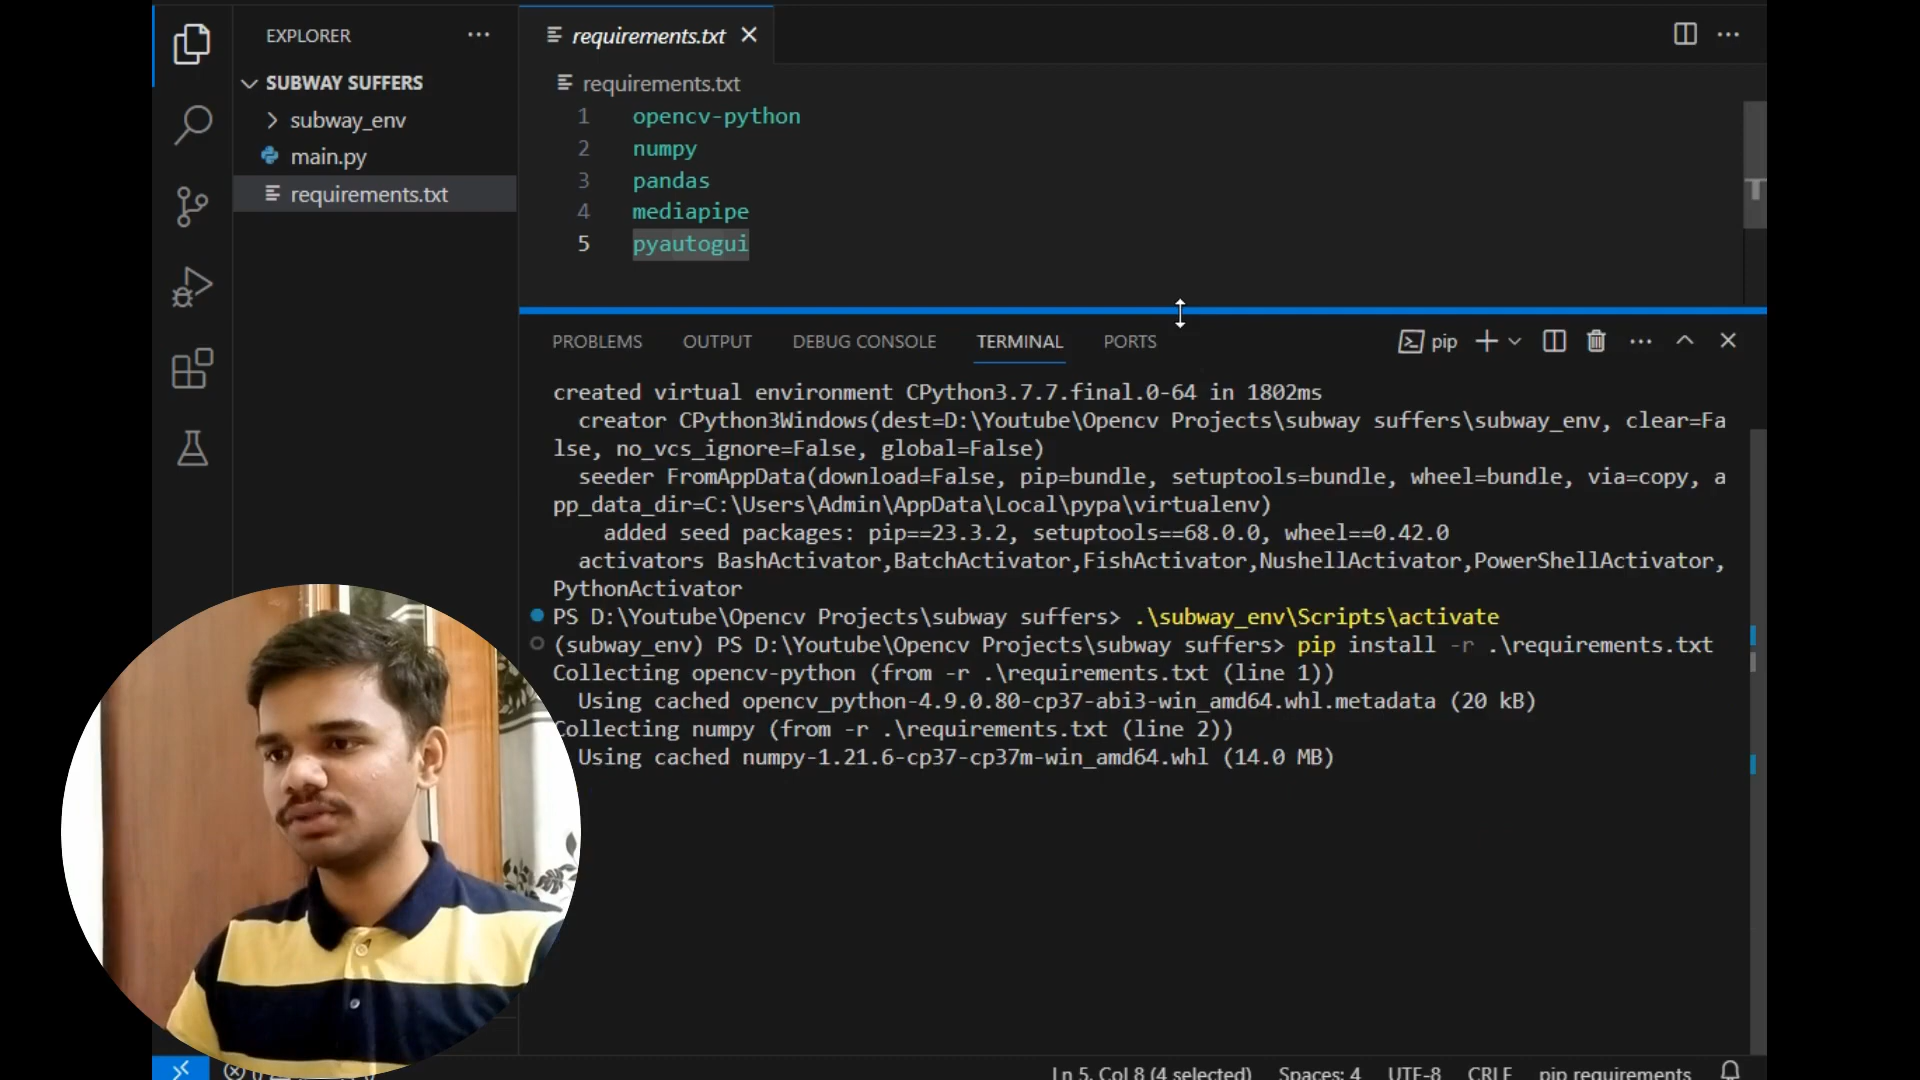 EXPLORER
SUBWAY SUFFERS
subway_env
main.py
requirements.txt
requirements.txt
requirements.txt
1 opencv-python
2 numpy
3 pandas
4 mediapipe
5 pyautogui
PROBLEMS OUTPUT DEBUG CONSOLE TERMINAL PORTS pip
created virtual environment CPython3.7.7.final.0-64 in 1802ms
creator CPython3Windows(dest=D:\Youtube\Opencv Projects\subway suffers\subway_env, clear=Fa
lse, no_vcs_ignore=False, global=False)
seeder FromAppData(download=False, pip=bundle, setuptools=bundle, wheel=bundle, via=copy, a
pp_data_dir=C:\Users\Admin\AppData\Local\pypa\virtualenv)
added seed packages: pip==23.3.2, setuptools==68.0.0, wheel==0.42.0
activators BashActivator,BatchActivator,FishActivator,NushellActivator,PowerShellActivator,
PythonActivator
PS D:\Youtube\Opencv Projects\subway suffers> .\subway_env\Scripts\activate
(subway_env) PS D:\Youtube\Opencv Projects\subway suffers> pip install -r .\requirements.txt
Collecting opencv-python (from -r .\requirements.txt (line 1))
Using cached opencv_python-4.9.0.80-cp37-abi3-win_amd64.whl.metadata (20 kB)
Collecting numpy (from -r .\requirements.txt (line 2))
Using cached numpy-1.21.6-cp37-cp37m-win_amd64.whl (14.0 MB)
Ln 5, Col 8 (4 selected) Spaces: 4 UTF-8 CRLF pip requirements